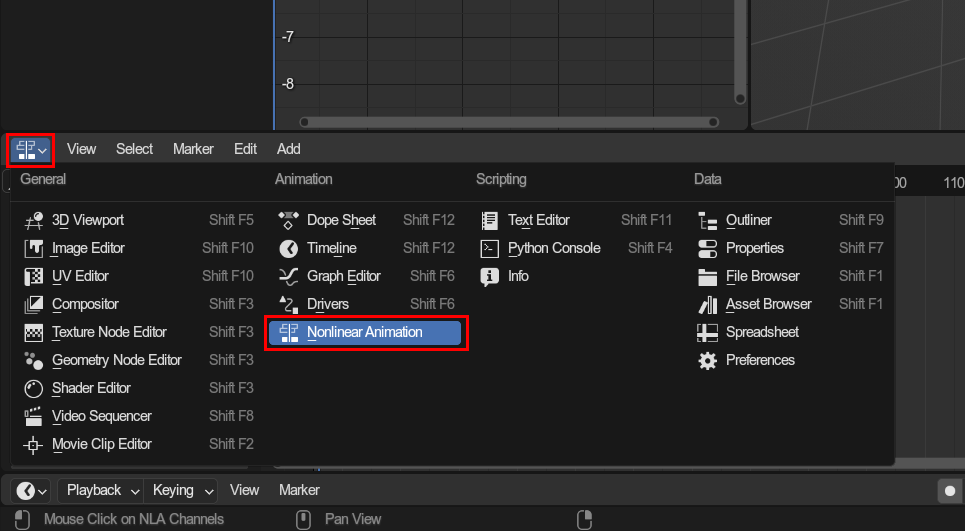 -7
-8
View Select Marker Edit Add
General Animation Scripting Data
00 110
3D Viewport Shift F5 Dope Sheet Shift F12 Text Editor Shift F11 Outliner Shift F9
Image Editor Shift F10 Timeline Shift F12 Python Console Shift F4 Properties Shift F7
UV Editor Shift F10 Graph Editor Shift F6 Info File Browser Shift F1
Compositor Shift F3 Drivers Shift F6 Asset Browser Shift F1
Texture Node Editor Shift F3 Nonlinear Animation Spreadsheet
Geometry Node Editor Shift F3 Preferences
Shader Editor Shift F3
Video Sequencer Shift F8
Movie Clip Editor Shift F2
Playback Keying View Marker
Mouse Click on NLA Channels Pan View